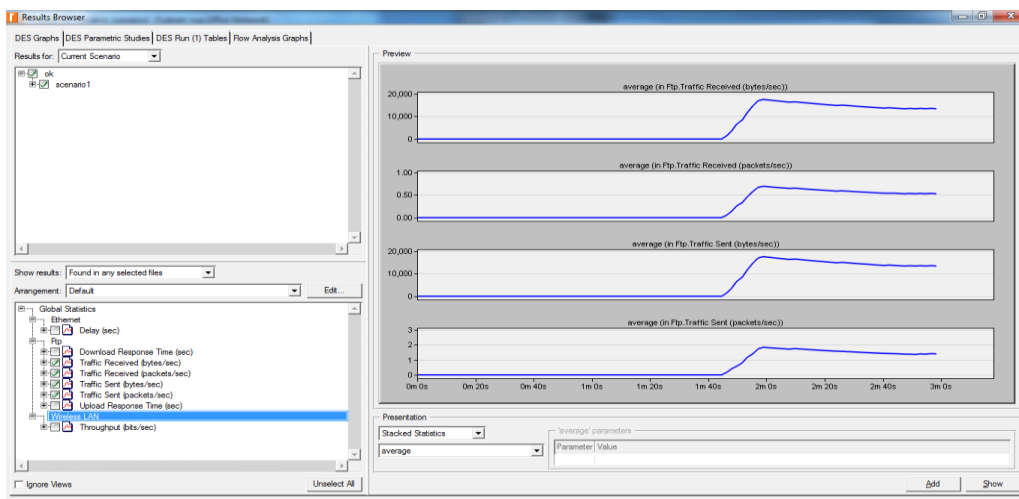 Results Browser
DES Graphs DES Parametric Studies DES Run (1) Tables Flow Analysis Graphs
Results for: Current Scenario
ok
scenario1
Show results: Found in any selected files
Arrangement: Default Edit...
Global Statistics
Ethernet
Delay (sec)
Ftp
Download Response Time (sec)
Traffic Received (bytes/sec)
Traffic Received (packets/sec)
Traffic Sent (bytes/sec)
Traffic Sent (packets/sec)
Upload Response Time (sec)
Wireless LAN
Throughput (bits/sec)
Ignore Views Unselect All
Preview
average (in Ftp.Traffic Received (bytes/sec))
20,000
10,000
0
average (in Ftp.Traffic Received (packets/sec))
1.00
0.50
0.00
average (in Ftp.Traffic Sent (bytes/sec))
20,000
10,000
0
average (in Ftp.Traffic Sent (packets/sec))
3
2
1
0
0m 0s 0m 20s 0m 40s 1m 0s 1m 20s 1m 40s 2m 0s 2m 20s 2m 40s 3m 0s
Presentation
Stacked Statistics
average
'average' parameters
Parameter Value
Add Show